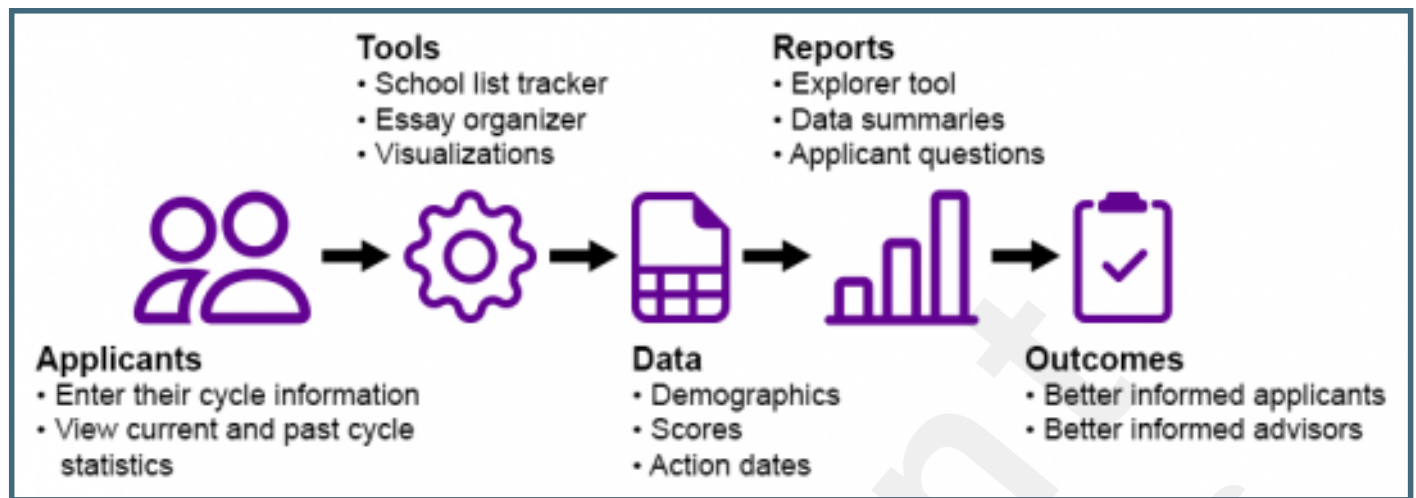 Tools
• School list tracker
• Essay organizer
• Visualizations
Reports
• Explorer tool
• Data summaries
• Applicant questions
Applicants
• Enter their cycle information
• View current and past cycle
statistics
Data
• Demographics
• Scores
• Action dates
Outcomes
• Better informed applicants
• Better informed advisors